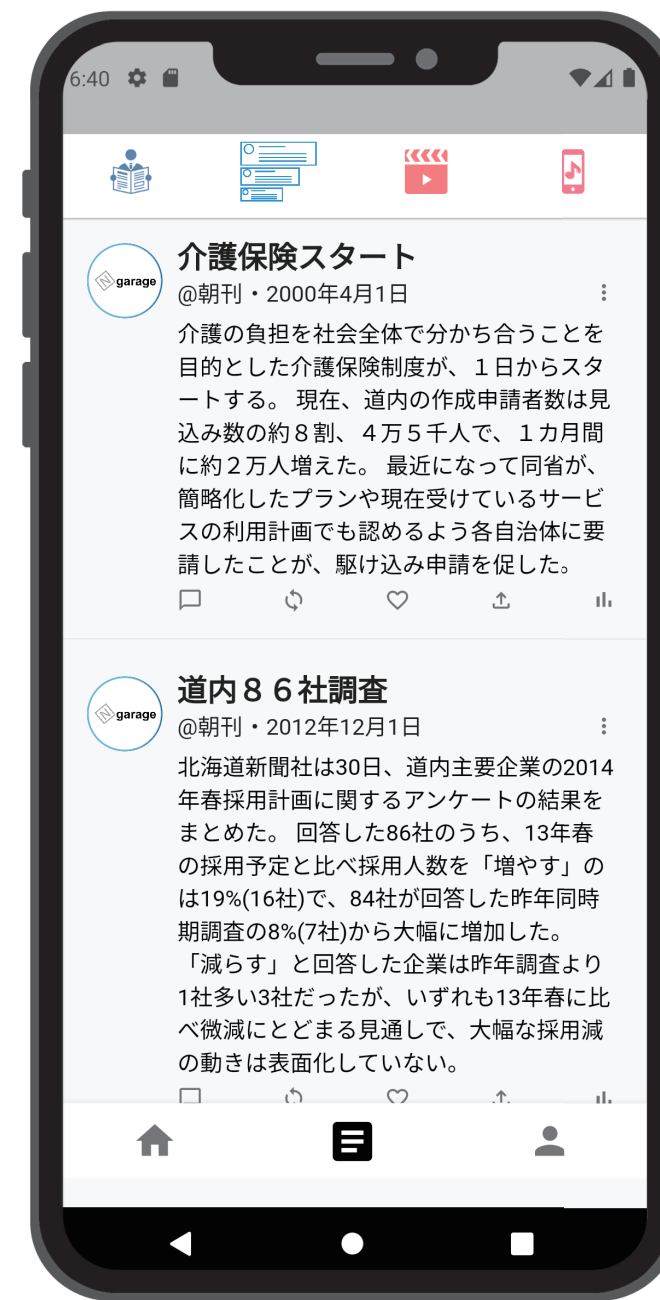 6:40
介護保険スタート
N garage
@朝刊・2000年4月1日
介護の負担を社会全体で分かち合うことを
目的とした介護保険制度が、１日からスタ
ートする。 現在、道内の作成申請者数は見
込み数の約８割、４万５千人で、１カ月間
に約２万人増えた。 最近になって同省が、
簡略化したプランや現在受けているサービ
スの利用計画でも認めるよう各自治体に要
請したことが、駆け込み申請を促した。
道内８６社調査
N garage
@朝刊・2012年12月1日
北海道新聞社は30日、道内主要企業の2014
年春採用計画に関するアンケートの結果を
まとめた。 回答した86社のうち、13年春
の採用予定と比べ採用人数を「増やす」の
は19%(16社)で、84社が回答した昨年同時
期調査の8%(7社)から大幅に増加した。
「減らす」と回答した企業は昨年調査より
1社多い3社だったが、いずれも13年春に比
べ微減にとどまる見通しで、大幅な採用減
の動きは表面化していない。